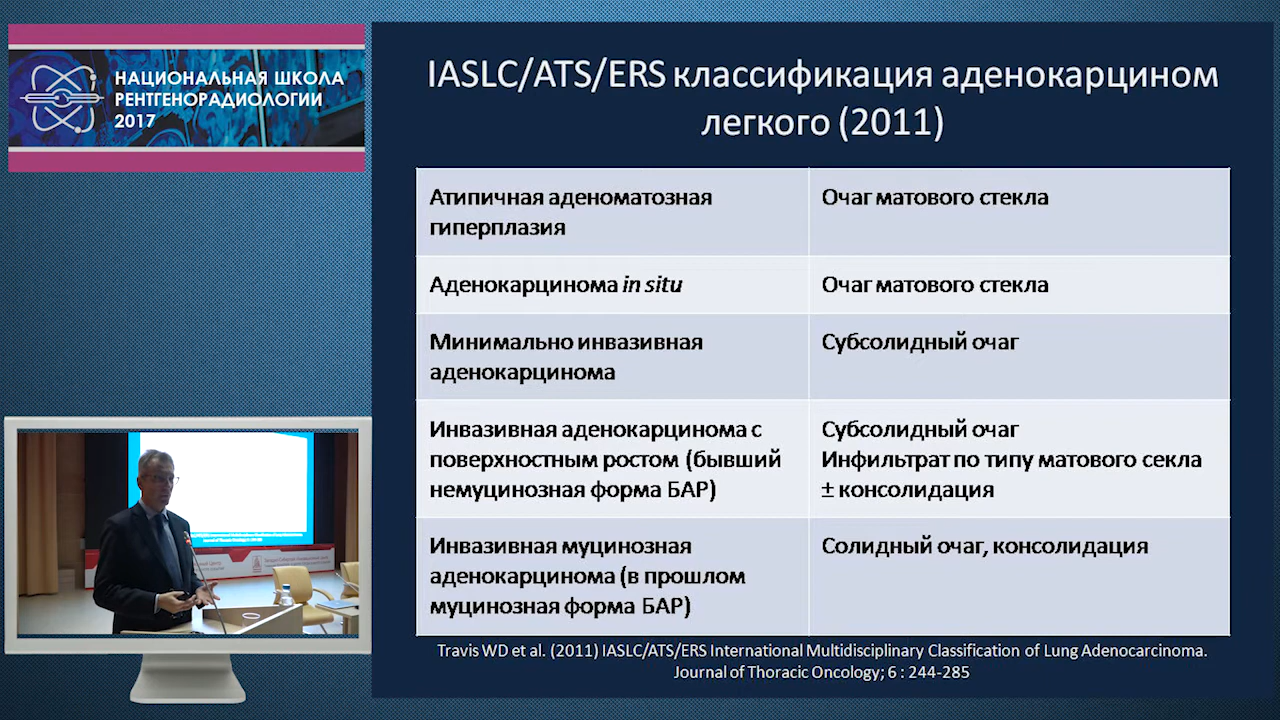 НАЦИОНАЛЬНАЯ ШКОЛА
РЕНТГЕНОРАДИОЛОГИИ
2017
IASLC/ATS/ERS классификация аденокарцином
легкого (2011)
Атипичная аденоматозная
гиперплазия
Очаг матового стекла
Аденокарцинома in situ
Очаг матового стекла
Минимально инвазивная
аденокарцинома
Субсолидный очаг
Инвазивная аденокарцинома с
поверхностным ростом (бывший
немуцинозная форма БАР)
Субсолидный очаг
Инфильтрат по типу матового секла
± консолидация
Инвазивная муцинозная
аденокарцинома (в прошлом
муцинозная форма БАР)
Солидный очаг, консолидация
Travis WD et al. (2011) IASLC/ATS/ERS International Multidisciplinary Classification of Lung Adenocarcinoma.
Journal of Thoracic Oncology; 6 : 244-285